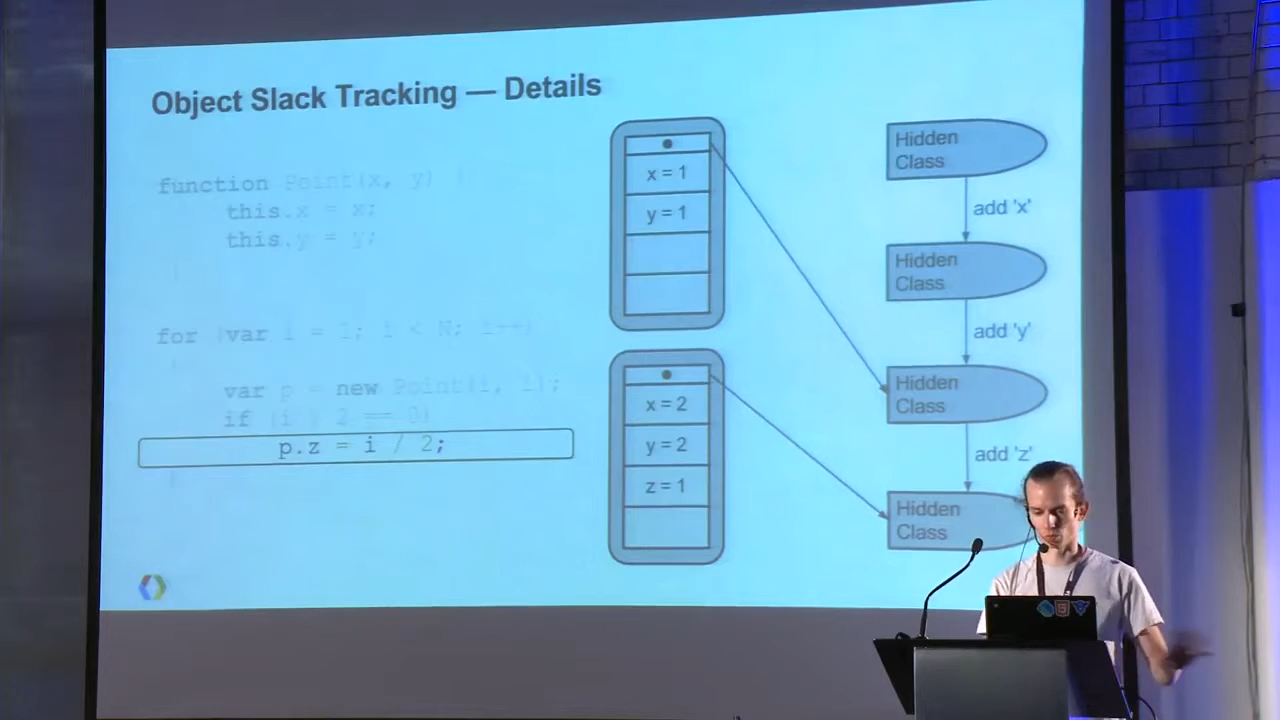 Object Slack Tracking — Details
function Point(x, y) {
this.x = x;
this.y = y;
}
for (var i = 1; i < N; i++)
var p = new Point(i, i);
if (i % 2 == 0)
p.z = i / 2;
}
x = 1
y = 1
x = 2
y = 2
z = 1
Hidden
Class
add 'x'
Hidden
Class
add 'y'
Hidden
Class
add 'z'
Hidden
Class